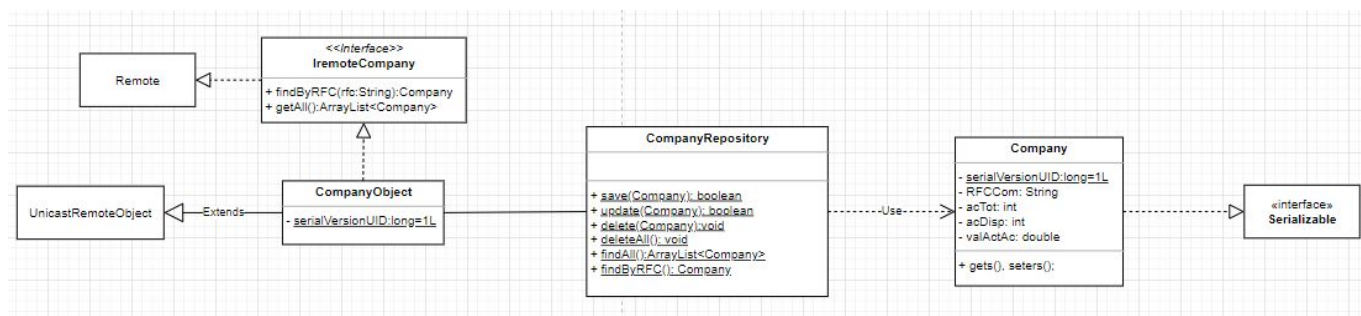 Remote
<<Interface>>
IremoteCompany
+ findByRFC(rfc:String):Company
+ getAll():ArrayList<Company>
UnicastRemoteObject
Extends
CompanyObject
- serialVersionUID:long=1L
CompanyRepository
+ save(Company): boolean
+ update(Company): boolean
+ delete(Company):void
+ deleteAll(): void
+ findAll():ArrayList<Company>
+ findByRFC(): Company
Use
Company
- serialVersionUID:long=1L
- RFCCom: String
- acTot: int
- acDisp: int
- valActAc: double
+ gets(), seters();
«interface»
Serializable